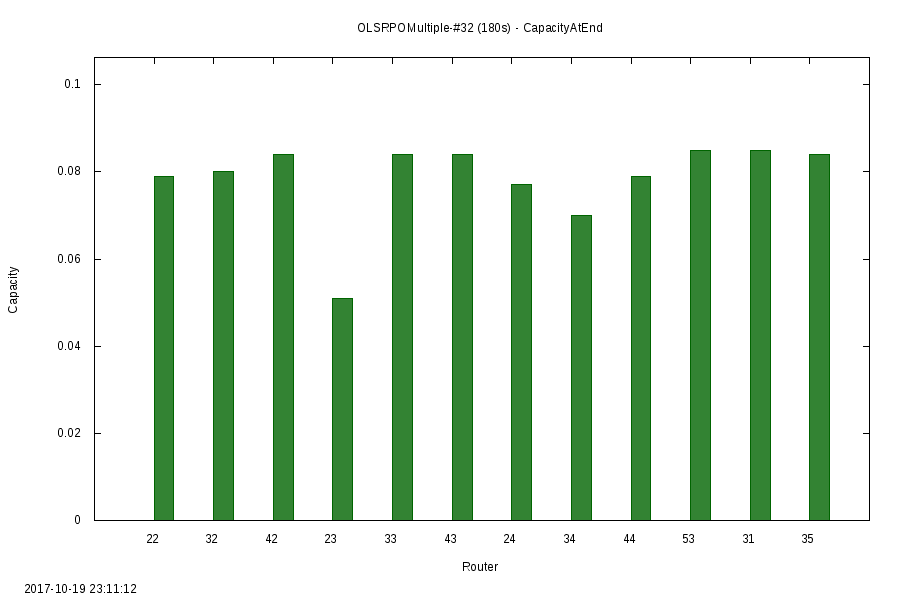 OLSRPOMultiple-#32 (180s) - CapacityAtEnd
0.1
0.08
0.06
0.04
0.02
0
Capacity
22 32 42 23 33 43 24 34 44 53 31 35
Router
2017-10-19 23:11:12